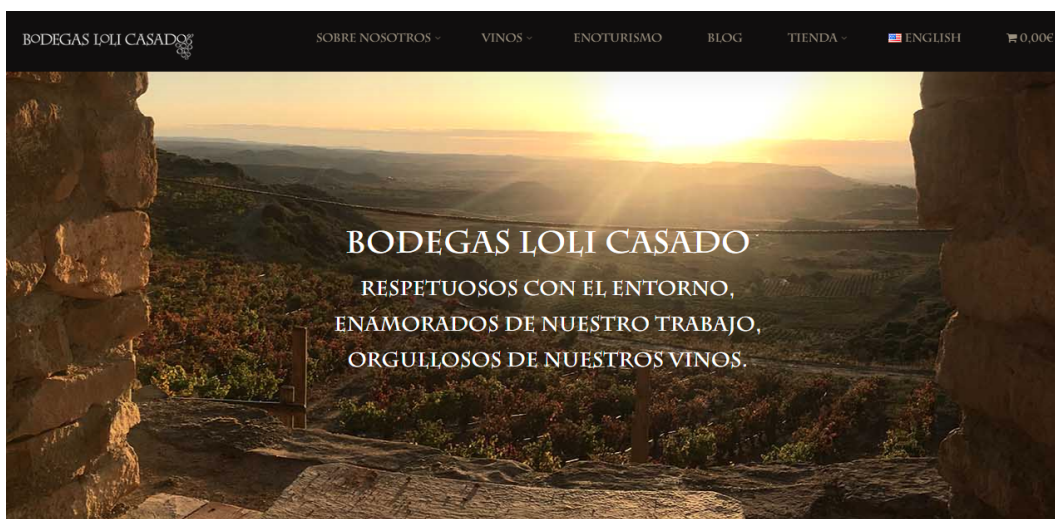 BODEGAS LOLI CASADO
SOBRE NOSOTROS
VINOS
ENOTURISMO
BLOG
TIENDA
ENGLISH
0,00€
BODEGAS LOLI CASADO
RESPETUOSOS CON EL ENTORNO,
ENAMORADOS DE NUESTRO TRABAJO,
ORGULLOSOS DE NUESTROS VINOS.